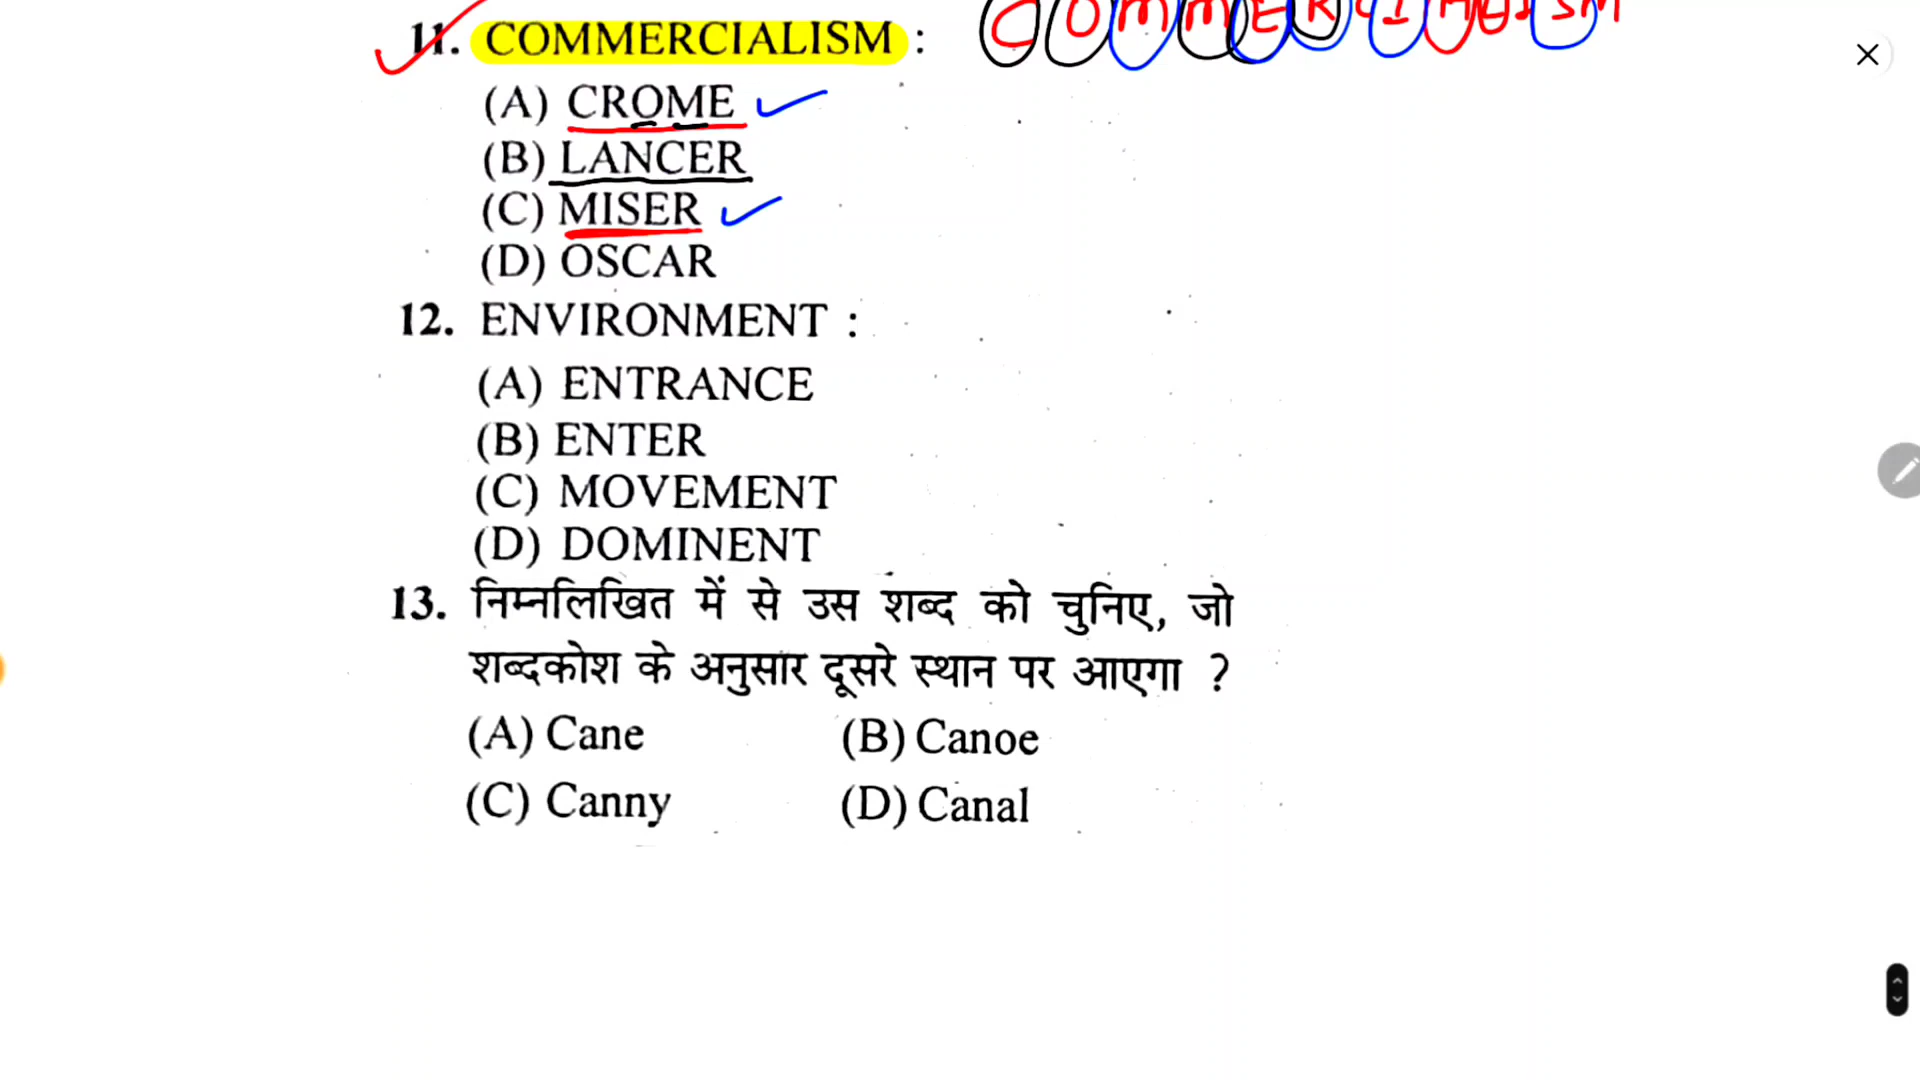 11. COMMERCIALISM :
(A) CROME
(B) LANCER
(C) MISER
(D) OSCAR
12. ENVIRONMENT :
(A) ENTRANCE
(B) ENTER
(C) MOVEMENT
(D) DOMINENT
13. निम्नलिखित में से उस शब्द को चुनिए, जो
शब्दकोश के अनुसार दूसरे स्थान पर आएगा ?
(A) Cane (B) Canoe
(C) Canny (D) Canal